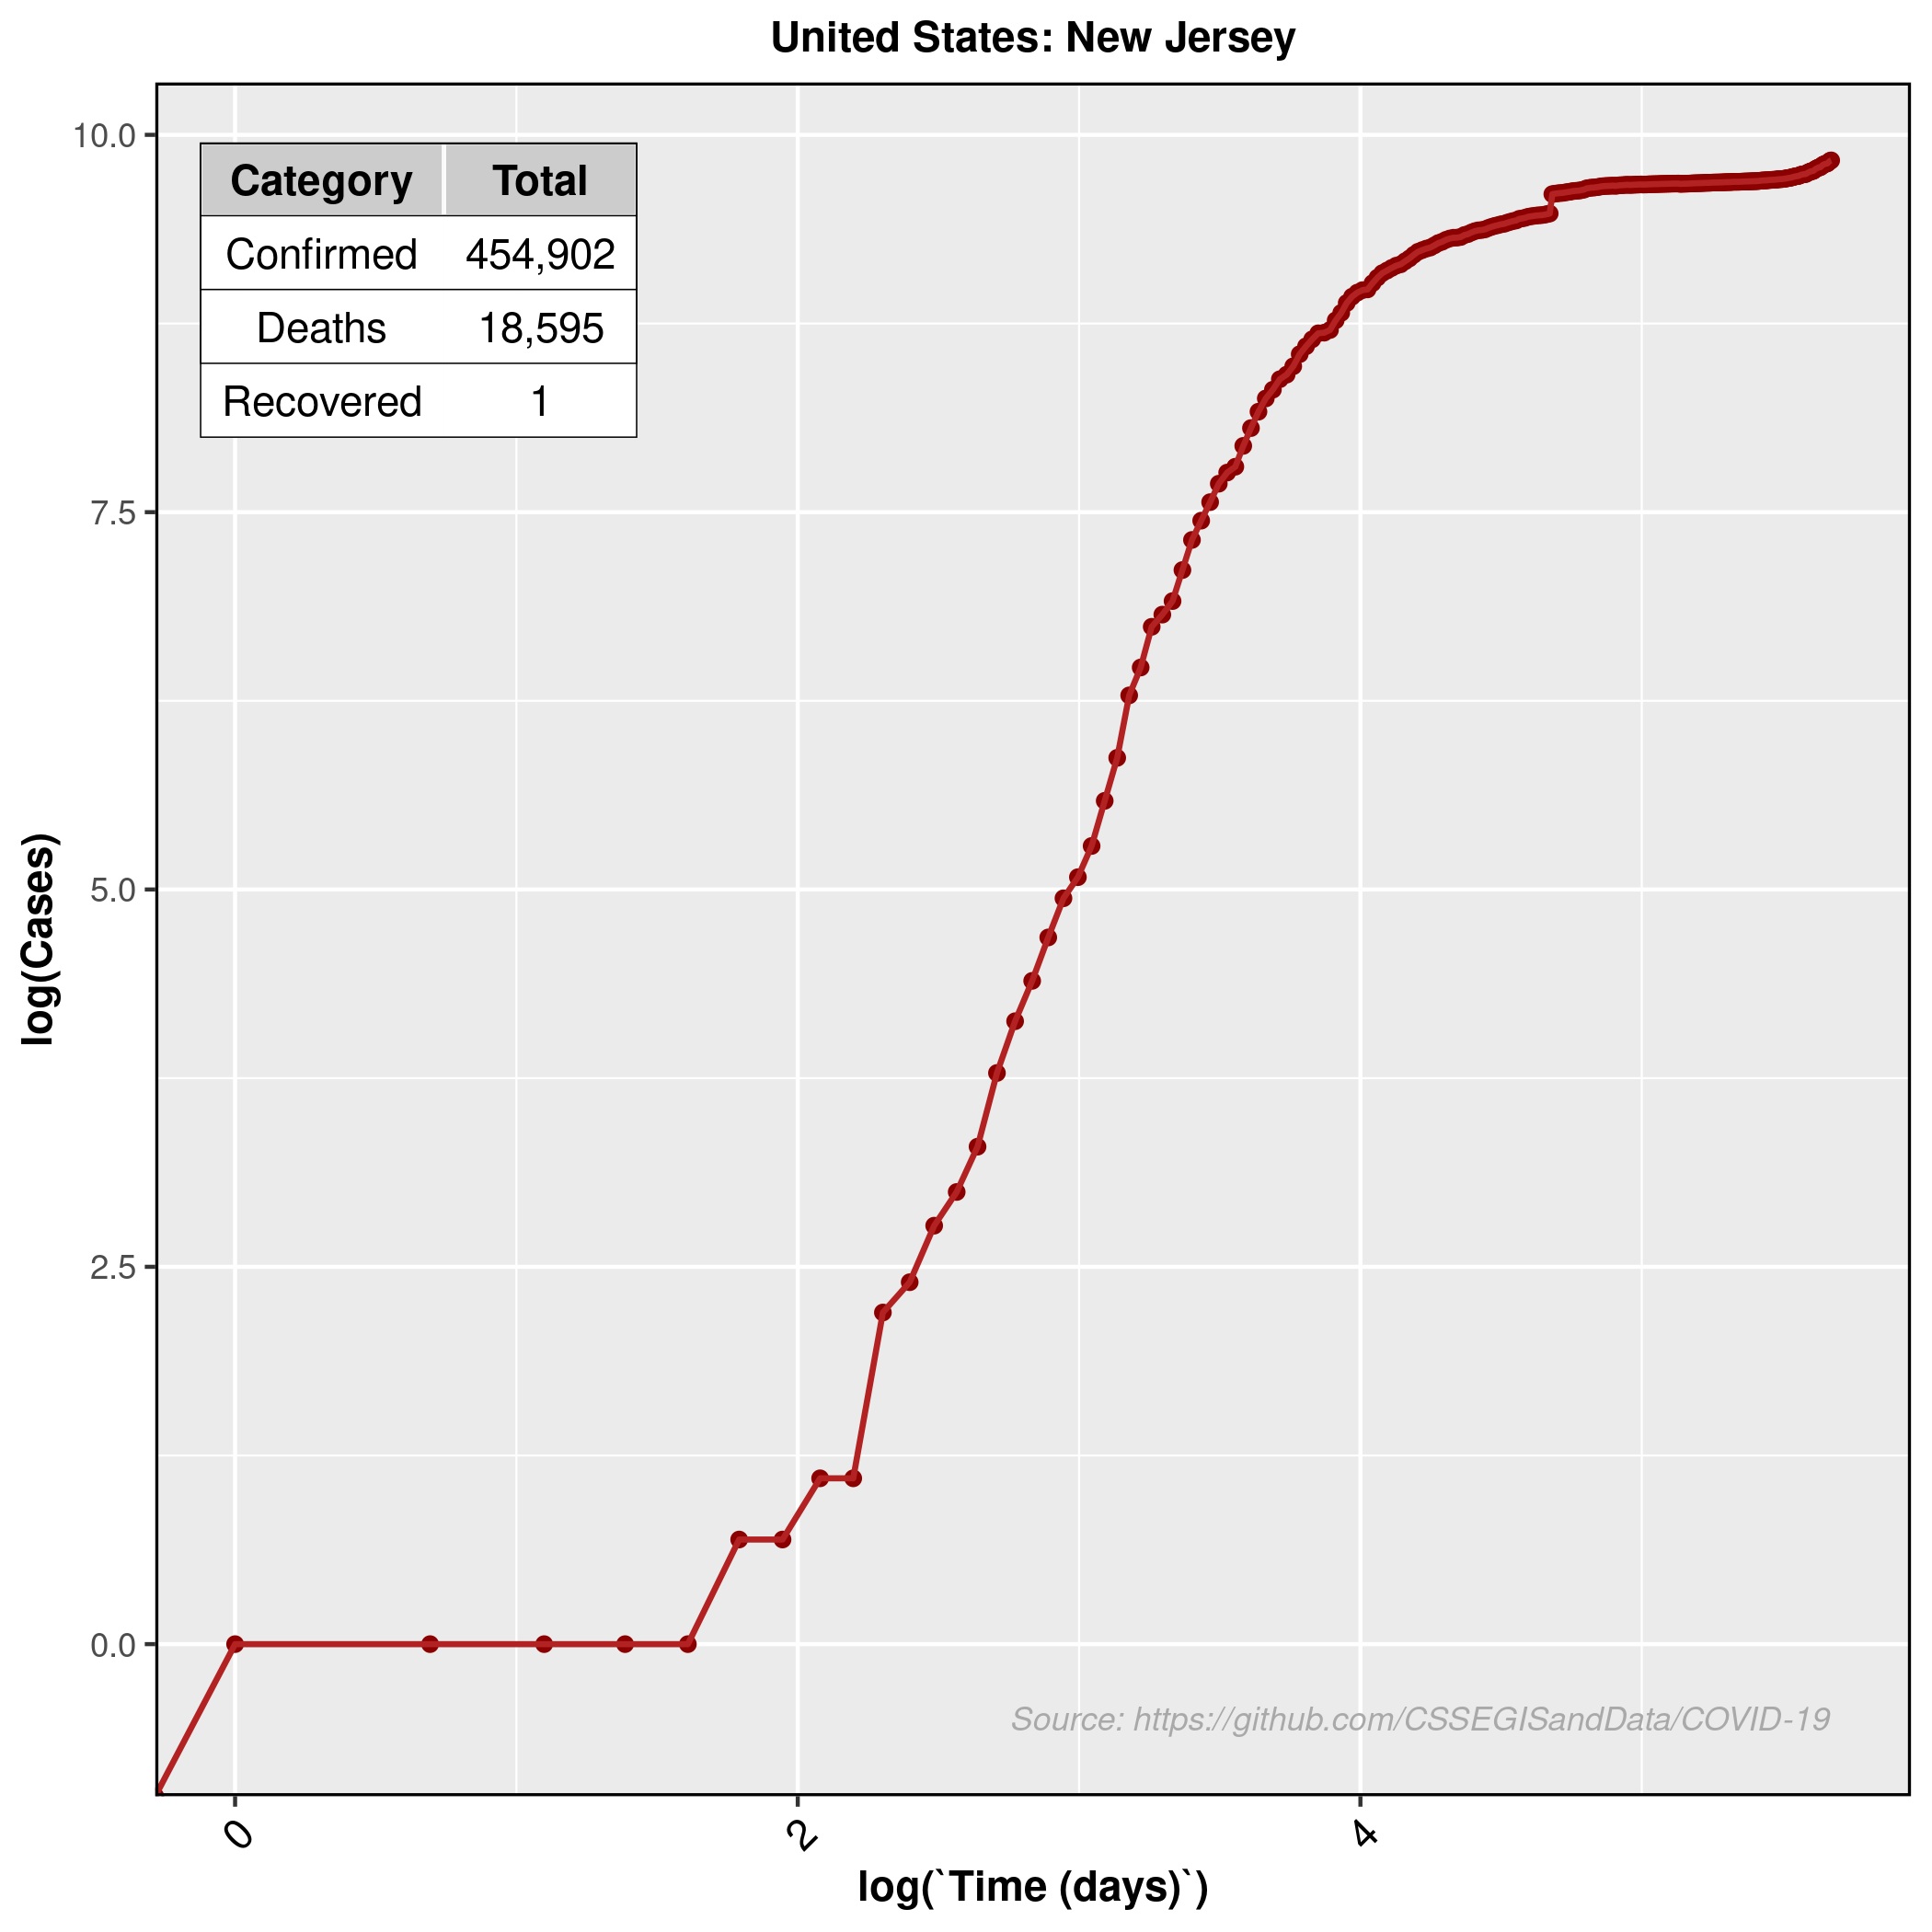 United States: New Jersey
10.0
7.5
5.0
2.5
0.0
Category Total
Confirmed 454,902
Deaths 18,595
Recovered 1
log(Cases)
Source: https://github.com/CSSEGISandData/COVID-19
0 2 4
log(`Time (days)`)